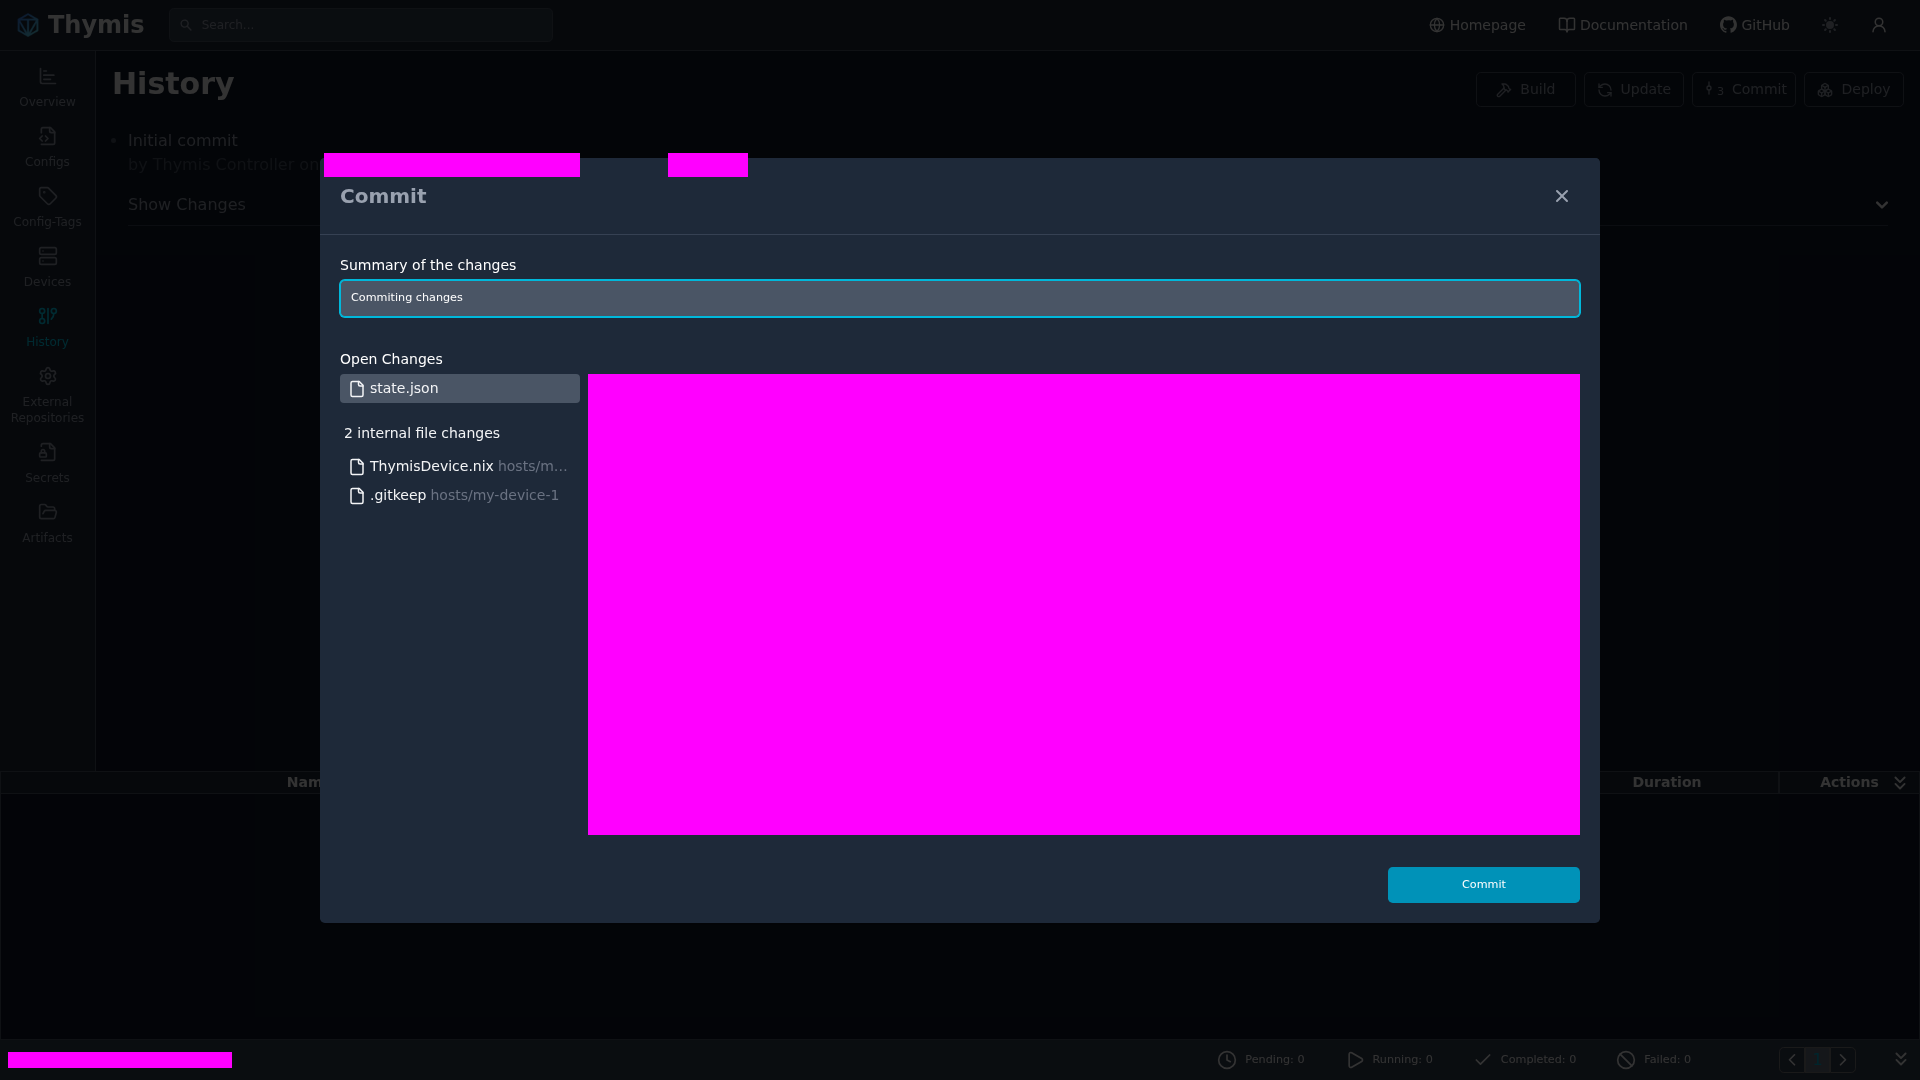 Thymis
Search...
Homepage
Documentation
GitHub
Overview
Configs
Config-Tags
Devices
History
External
Repositories
Secrets
Artifacts
History
Build
Update
3 Commit
Deploy
Initial commit
by Thymis Controller on
Show Changes
Commit
Summary of the changes
Commiting changes
Open Changes
state.json
2 internal file changes
ThymisDevice.nix hosts/m...
.gitkeep hosts/my-device-1
Commit
Nam
Duration
Actions
Pending: 0
Running: 0
Completed: 0
Failed: 0